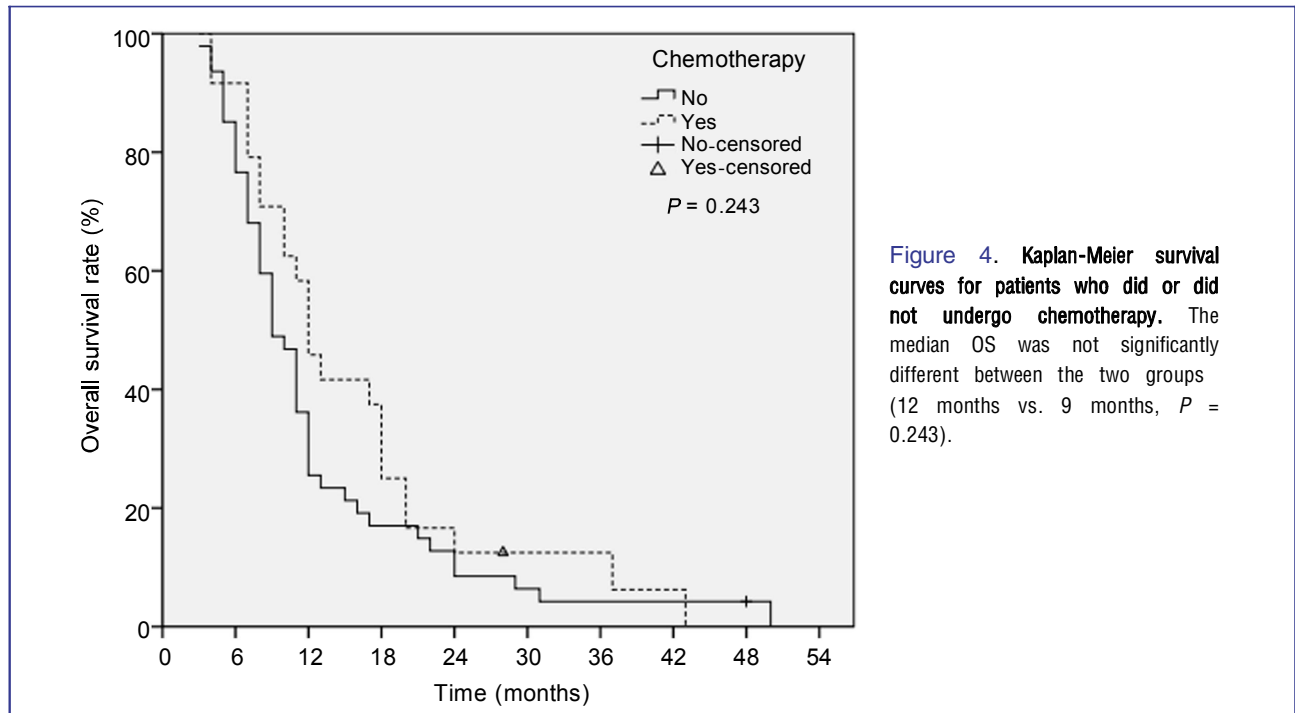 100
80
60
40
20
0
Overall survival rate (%)
Chemotherapy
No
Yes
No-censored
Yes-censored
P = 0.243
0 6 12 18 24 30 36 42 48 54
Time (months)
Figure 4. Kaplan-Meier survival
curves for patients who did or did
not undergo chemotherapy. The
median OS was not significantly
different between the two groups
(12 months vs. 9 months, P =
0.243).